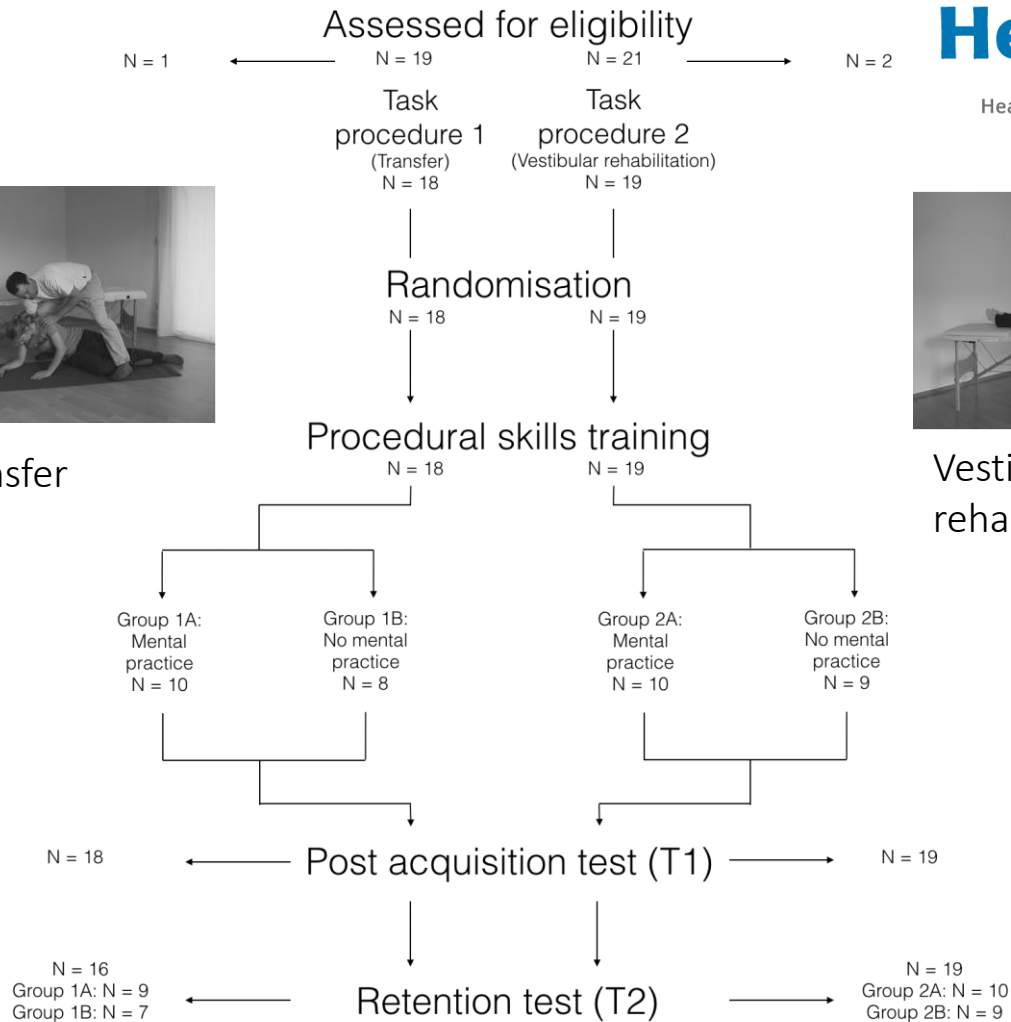 Assessed for eligibility
N = 1
N = 19
N = 21
N = 2
Task
procedure 1
(Transfer)
N = 18
Task
procedure 2
(Vestibular rehabilitation)
N = 19
Randomisation
N = 18
N = 19
Procedural skills training
N = 18
N = 19
Group 1A:
Mental
practice
N = 10
Group 1B:
No mental
practice
N = 8
Group 2A:
Mental
practice
N = 10
Group 2B:
No mental
practice
N = 9
N = 18
Post acquisition test (T1)
N = 19
N = 16
Group 1A: N = 9
Group 1B: N = 7
Retention test (T2)
N = 19
Group 2A: N = 10
Group 2B: N = 9